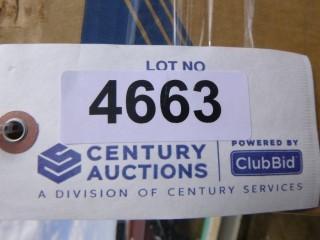 LOT NO
4663
CENTURY
AUCTIONS
POWERED BY
ClubBid
A DIVISION OF CENTURY SERVICES